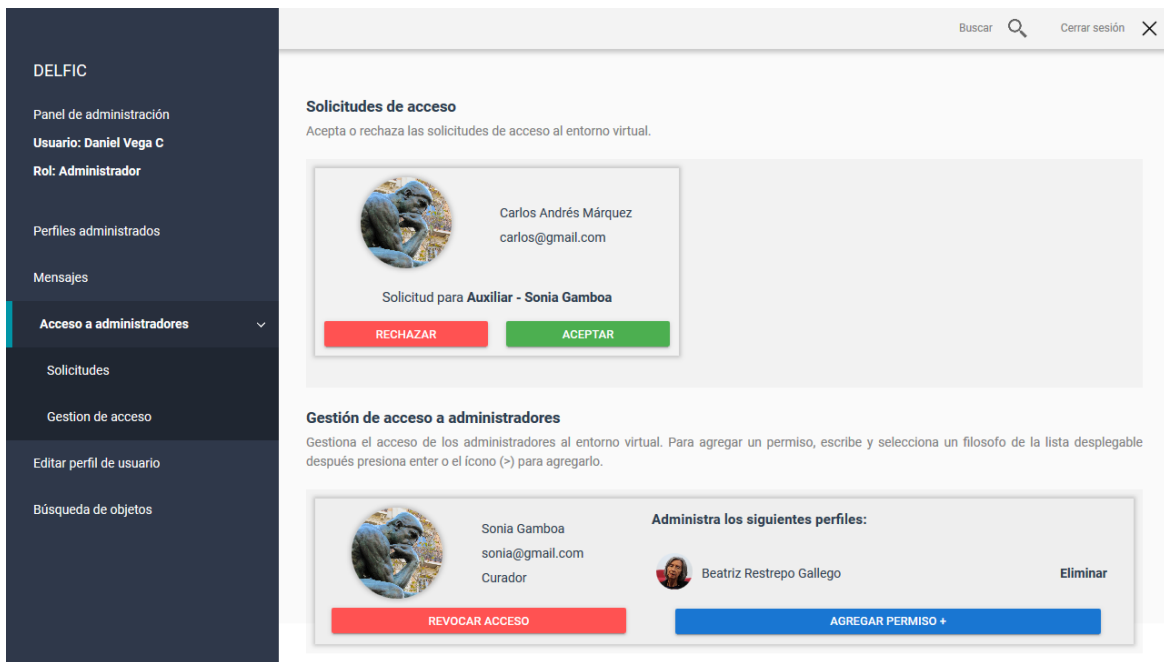 Buscar
Cerrar sesión
DELFIC
Panel de administración
Usuario: Daniel Vega C
Rol: Administrador
Perfiles administrados
Mensajes
Acceso a administradores
Solicitudes
Gestion de acceso
Editar perfil de usuario
Búsqueda de objetos
Solicitudes de acceso
Acepta o rechaza las solicitudes de acceso al entorno virtual.
Carlos Andrés Márquez
carlos@gmail.com
Solicitud para Auxiliar - Sonia Gamboa
RECHAZAR
ACEPTAR
Gestión de acceso a administradores
Gestiona el acceso de los administradores al entorno virtual. Para agregar un permiso, escribe y selecciona un filosofo de la lista desplegable
después presiona enter o el ícono (>) para agregarlo.
Sonia Gamboa
sonia@gmail.com
Curador
REVOCAR ACCESO
Administra los siguientes perfiles:
Beatriz Restrepo Gallego
Eliminar
AGREGAR PERMISO +